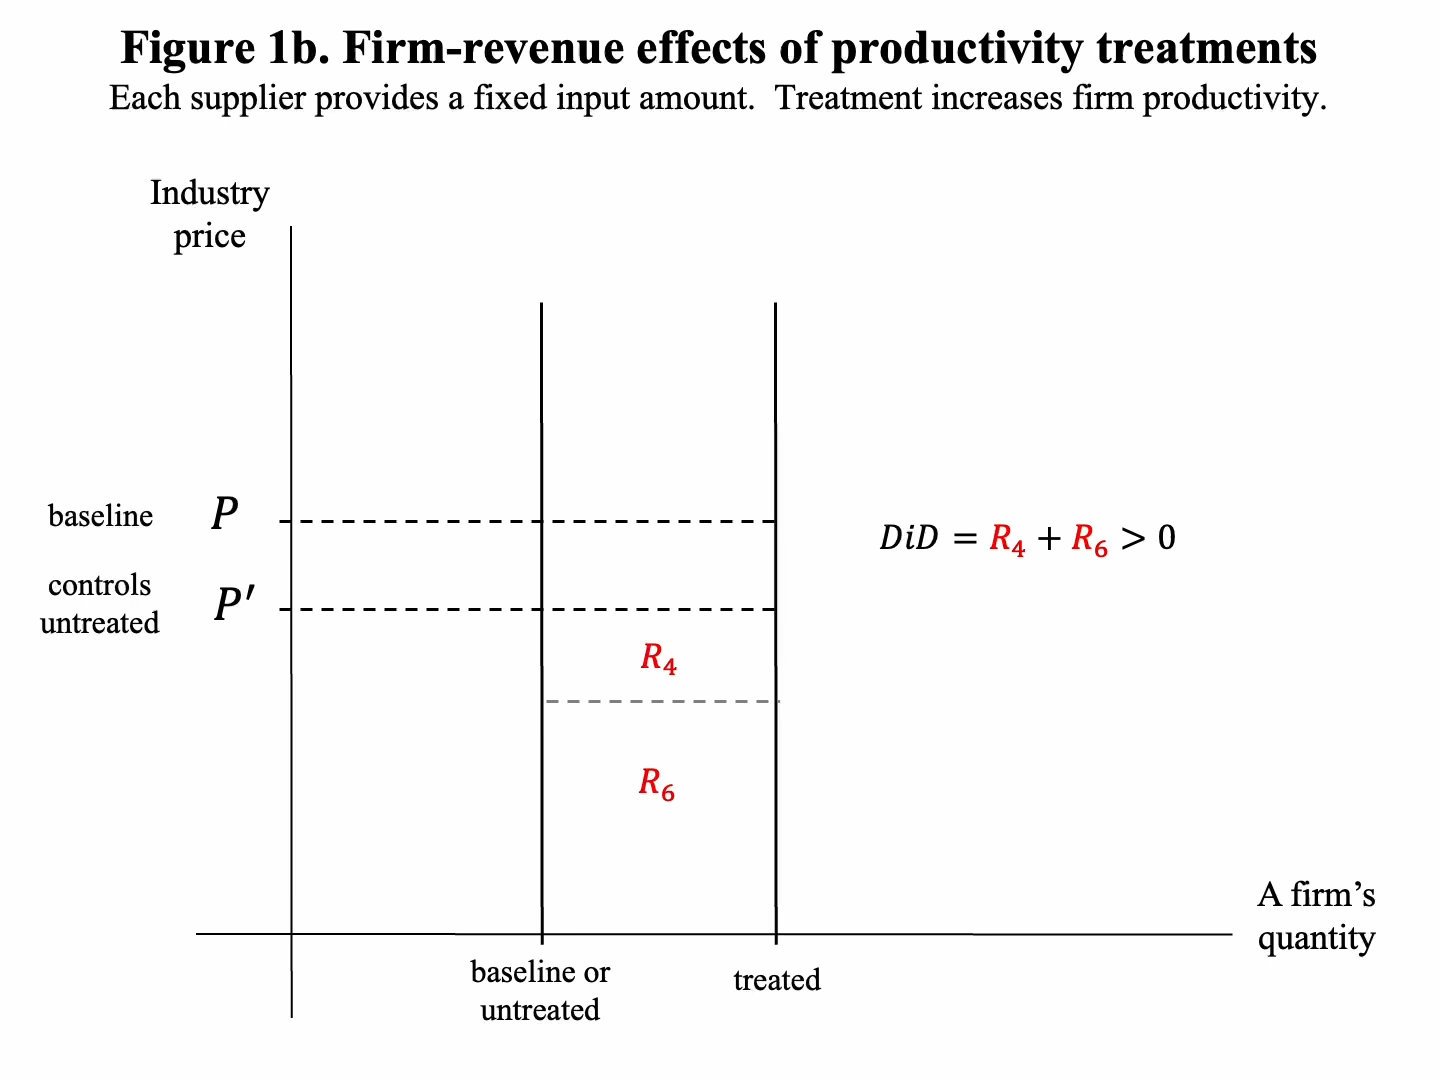 Figure 1b. Firm-revenue effects of productivity treatments
Each supplier provides a fixed input amount.  Treatment increases firm productivity.
Industry
price
baseline
P
DiD = R₄ + R₆ > 0
controls
untreated
P′
R₄
R₆
A firm’s
quantity
baseline or
untreated
treated